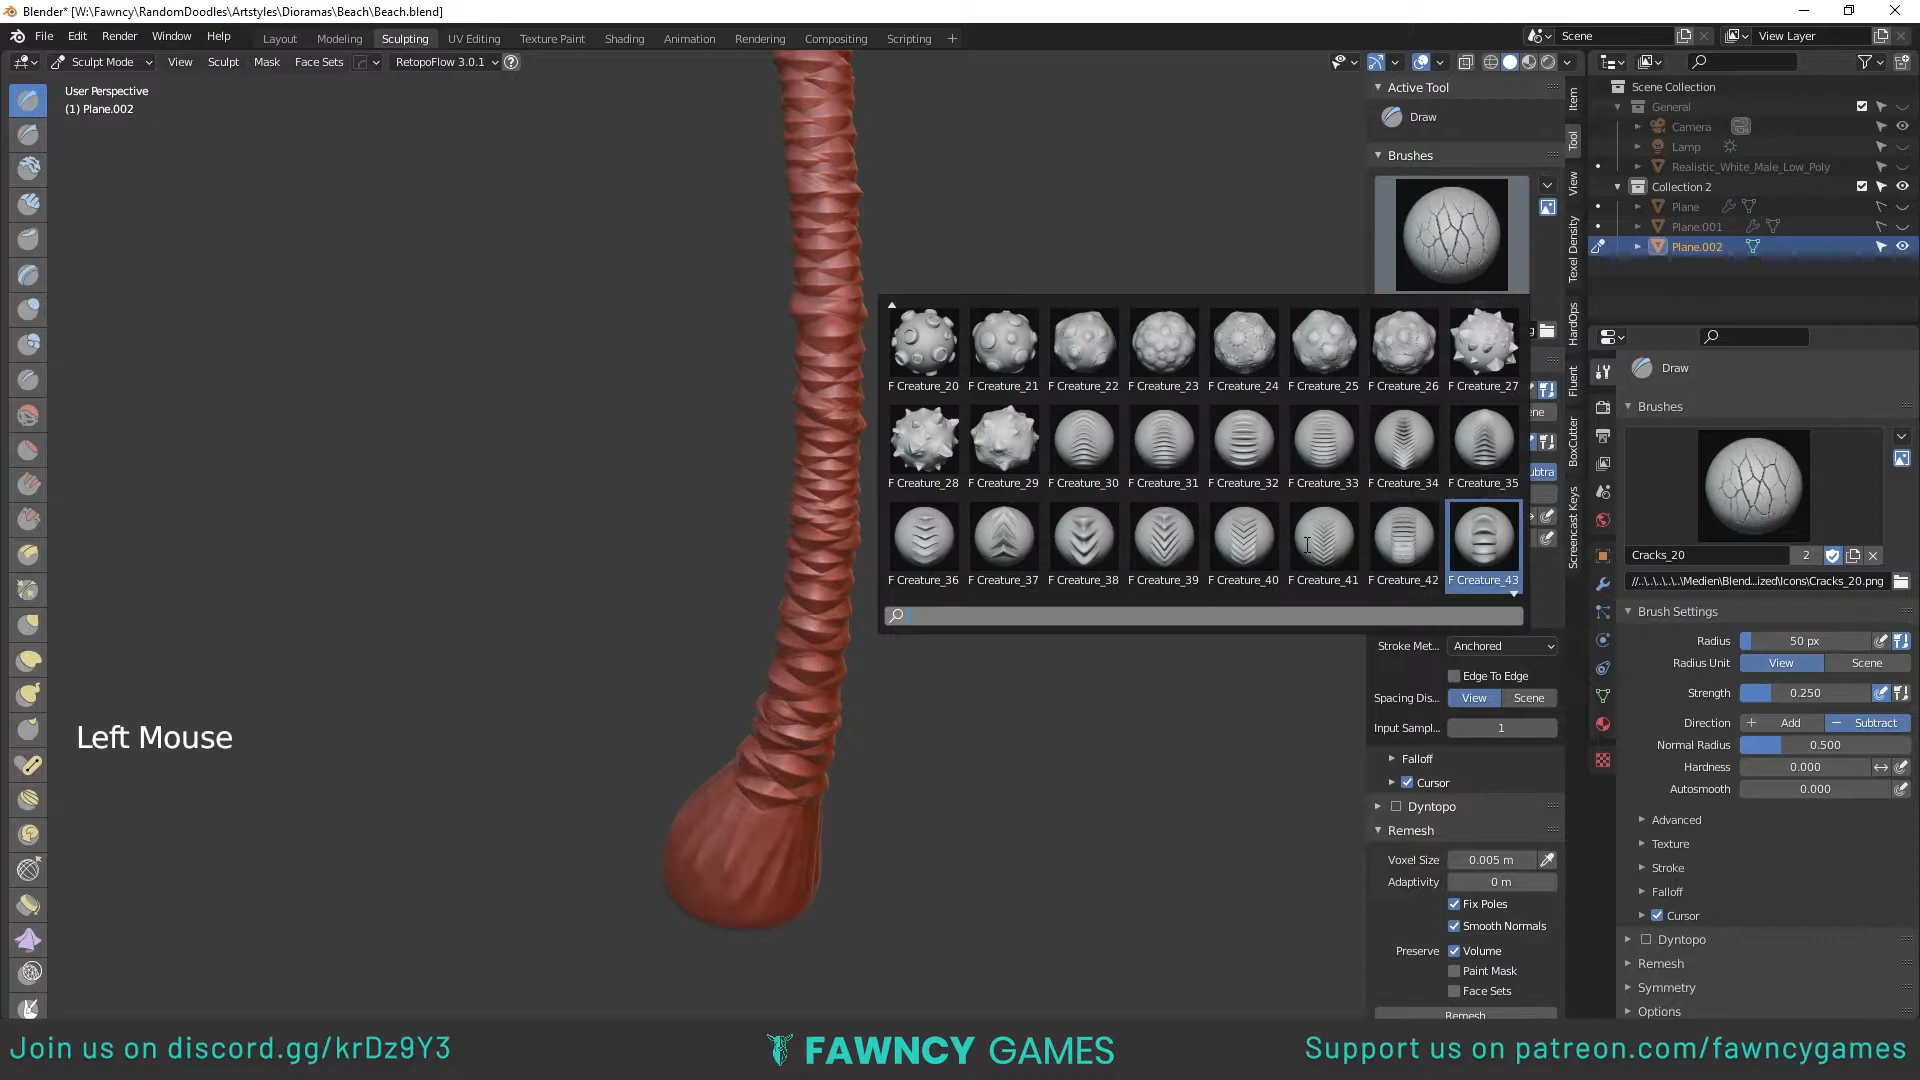 Blender* [W:\Fawncy\RandomDoodles\Artstyles\Dioramas\Beach\Beach.blend]
File Edit Render Window Help Layout Modeling Sculpting UV Editing Texture Paint Shading Animation Rendering Compositing Scripting + Scene View Layer
Sculpt Mode View Sculpt Mask Face Sets RetopoFlow 3.0.1
User Perspective
(1) Plane.002
Active Tool
Draw
Brushes
Item
Tool
View
Texel Density
HardOps
Fluent
BoxCutter
Screencast Keys
Scene Collection
General
Camera
Lamp
Realistic_White_Male_Low_Poly
Collection 2
Plane
Plane.001
Plane.002
F Creature_20 F Creature_21 F Creature_22 F Creature_23 F Creature_24 F Creature_25 F Creature_26 F Creature_27
F Creature_28 F Creature_29 F Creature_30 F Creature_31 F Creature_32 F Creature_33 F Creature_34 F Creature_35
F Creature_36 F Creature_37 F Creature_38 F Creature_39 F Creature_40 F Creature_41 F Creature_42 F Creature_43
Stroke Met... Anchored
Edge To Edge
Spacing Dis... View Scene
Input Sampl... 1
Falloff
Cursor
Dyntopo
Remesh
Voxel Size 0.005 m
Adaptivity 0 m
Fix Poles
Smooth Normals
Preserve Volume
Paint Mask
Face Sets
Remesh
Draw
Brushes
Cracks_20 2
//..\..\..\..\..\Medien\Blend...ized\Icons\Cracks_20.png
Brush Settings
Radius 50 px
Radius Unit View Scene
Strength 0.250
Direction + Add − Subtract
Normal Radius 0.500
Hardness 0.000
Autosmooth 0.000
Advanced
Texture
Stroke
Falloff
Cursor
Dyntopo
Remesh
Symmetry
Options
Left Mouse
Join us on discord.gg/krDz9Y3
FAWNCY GAMES
Support us on patreon.com/fawncygames